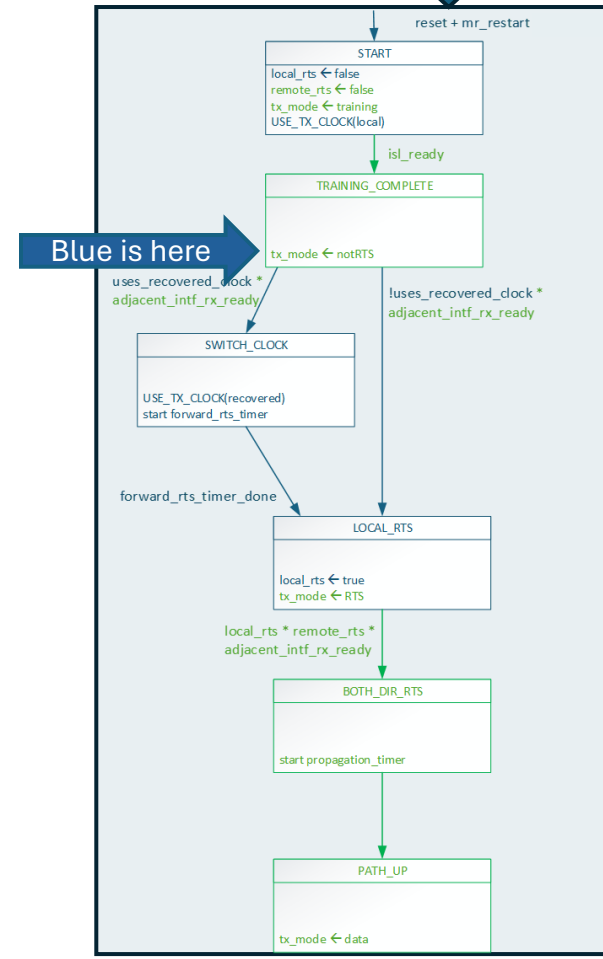 reset + mr_restart
START
local_rts ← false
remote_rts ← false
tx_mode ← training
USE_TX_CLOCK(local)
isl_ready
TRAINING_COMPLETE
tx_mode ← notRTS
Blue is here
uses_recovered_clock *
adjacent_intf_rx_ready
!uses_recovered_clock *
adjacent_intf_rx_ready
SWITCH_CLOCK
USE_TX_CLOCK(recovered)
start forward_rts_timer
forward_rts_timer_done
LOCAL_RTS
local_rts ← true
tx_mode ← RTS
local_rts * remote_rts *
adjacent_intf_rx_ready
BOTH_DIR_RTS
start propagation_timer
PATH_UP
tx_mode ← data